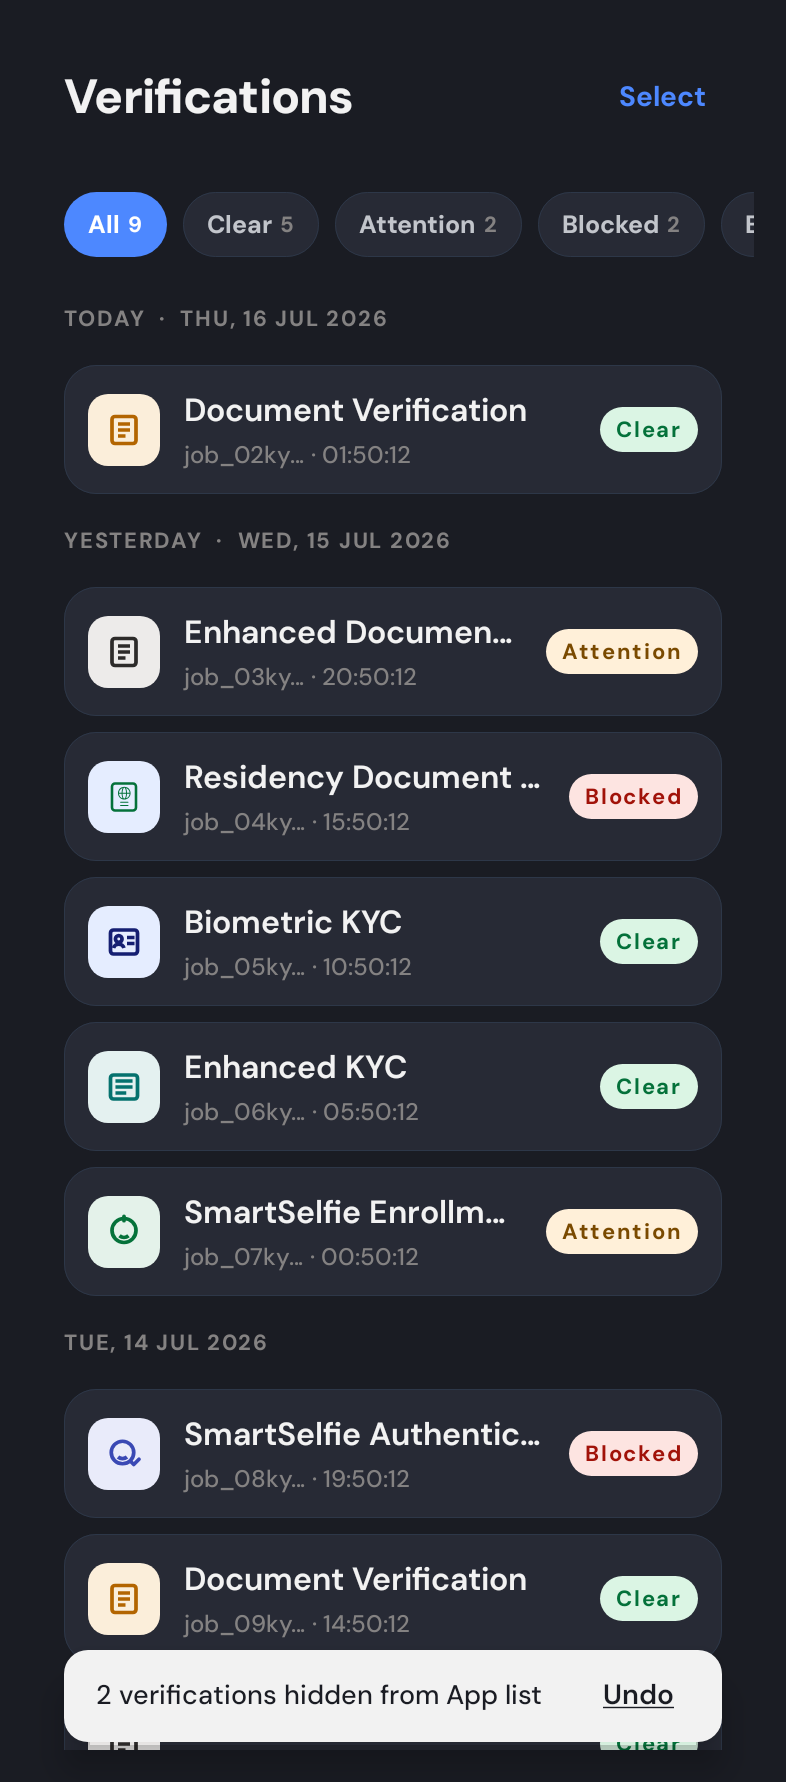 Verifications
Select
All 9
Clear 5
Attention 2
Blocked 2
TODAY · THU, 16 JUL 2026
Document Verification
job_02ky... · 01:50:12
Clear
YESTERDAY · WED, 15 JUL 2026
Enhanced Documen...
job_03ky... · 20:50:12
Attention
Residency Document ...
job_04ky... · 15:50:12
Blocked
Biometric KYC
job_05ky... · 10:50:12
Clear
Enhanced KYC
job_06ky... · 05:50:12
Clear
SmartSelfie Enrollm...
job_07ky... · 00:50:12
Attention
TUE, 14 JUL 2026
SmartSelfie Authentic...
job_08ky... · 19:50:12
Blocked
Document Verification
job_09ky... · 14:50:12
Clear
2 verifications hidden from App list
Undo
Clear